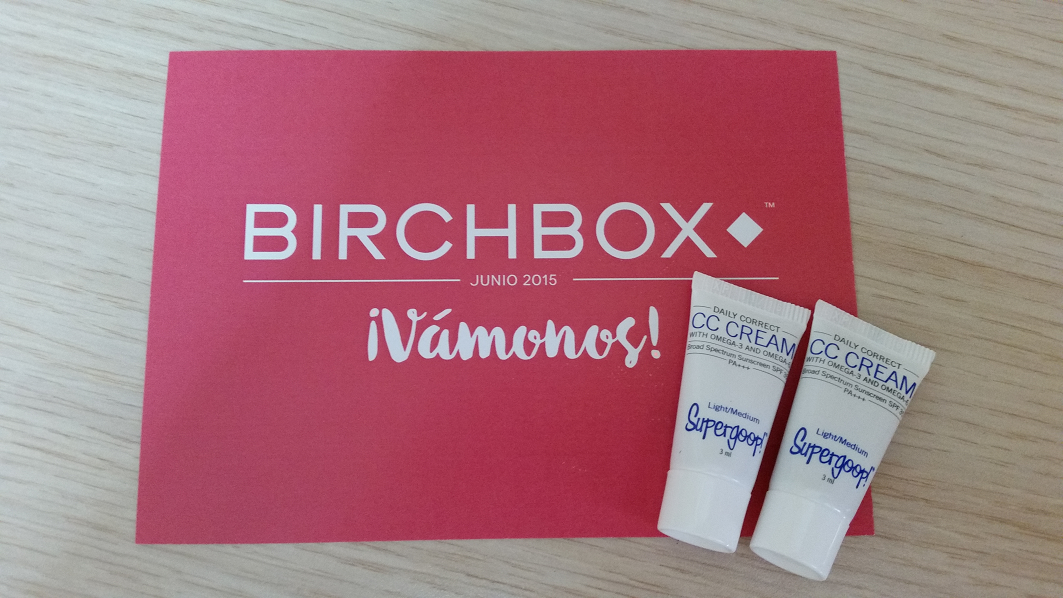 BIRCHBOX ™
JUNIO 2015
¡Vámonos!
DAILY CORRECT
CC CREAM
WITH OMEGA-3 AND OMEGA-
Broad Spectrum Sunscreen SPF
PA+++
Light/Medium
Supergoop!
3 ml
DAILY CORRECT
CC CREAM
WITH OMEGA-3 AND OMEGA-
Broad Spectrum Sunscreen SPF
PA+++
Light/Medium
Supergoop!
3 ml